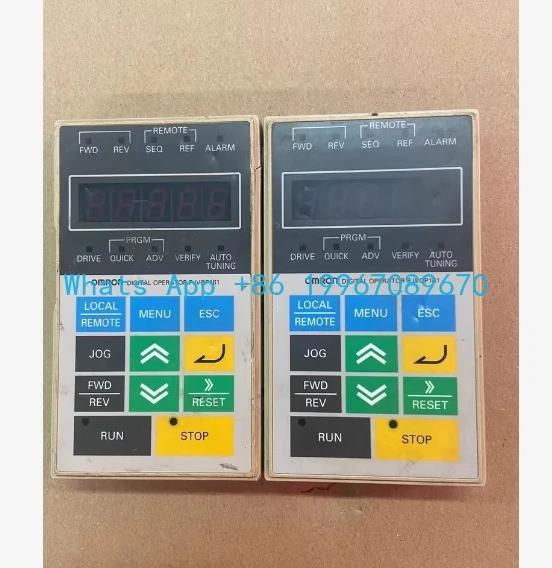 REMOTE
FWD REV SEQ REF ALARM
PRGM
DRIVE QUICK ADV VERIFY AUTO TUNING
OMRON DIGITAL OPERATOR
LOCAL
REMOTE
MENU
ESC
JOG
FWD
REV
RESET
RUN
STOP
REMOTE
FWD REV SEQ REF ALARM
PRGM
DRIVE QUICK ADV VERIFY AUTO TUNING
OMRON DIGITAL OPERATOR
LOCAL
REMOTE
MENU
ESC
JOG
FWD
REV
RESET
RUN
STOP
Whats App +86 19967089670